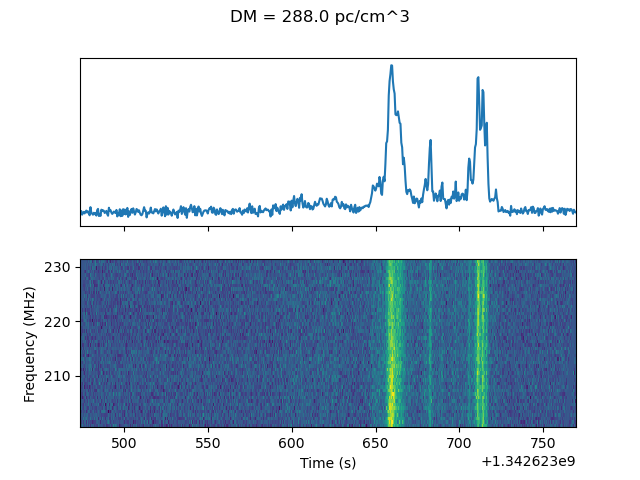 DM = 288.0 pc/cm^3
230
220
210
Frequency (MHz)
500 550 600 650 700 750
Time (s)
+1.342623e9